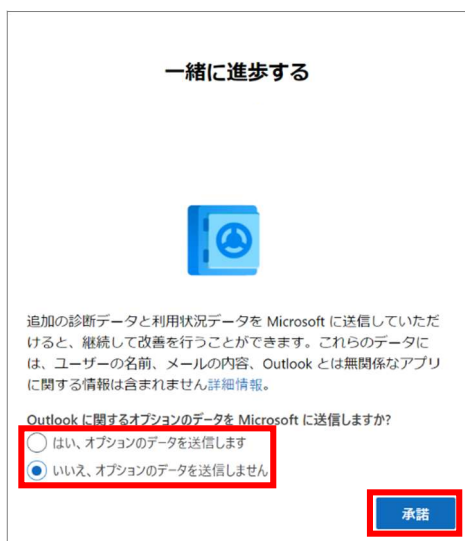 一緒に進歩する
追加の診断データと利用状況データを Microsoft に送信していただ
けると、継続して改善を行うことができます。これらのデータに
は、ユーザーの名前、メールの内容、Outlook とは無関係なアプリ
に関する情報は含まれません詳細情報。
Outlook に関するオプションのデータを Microsoft に送信しますか?
はい、オプションのデータを送信します
いいえ、オプションのデータを送信しません
承諾